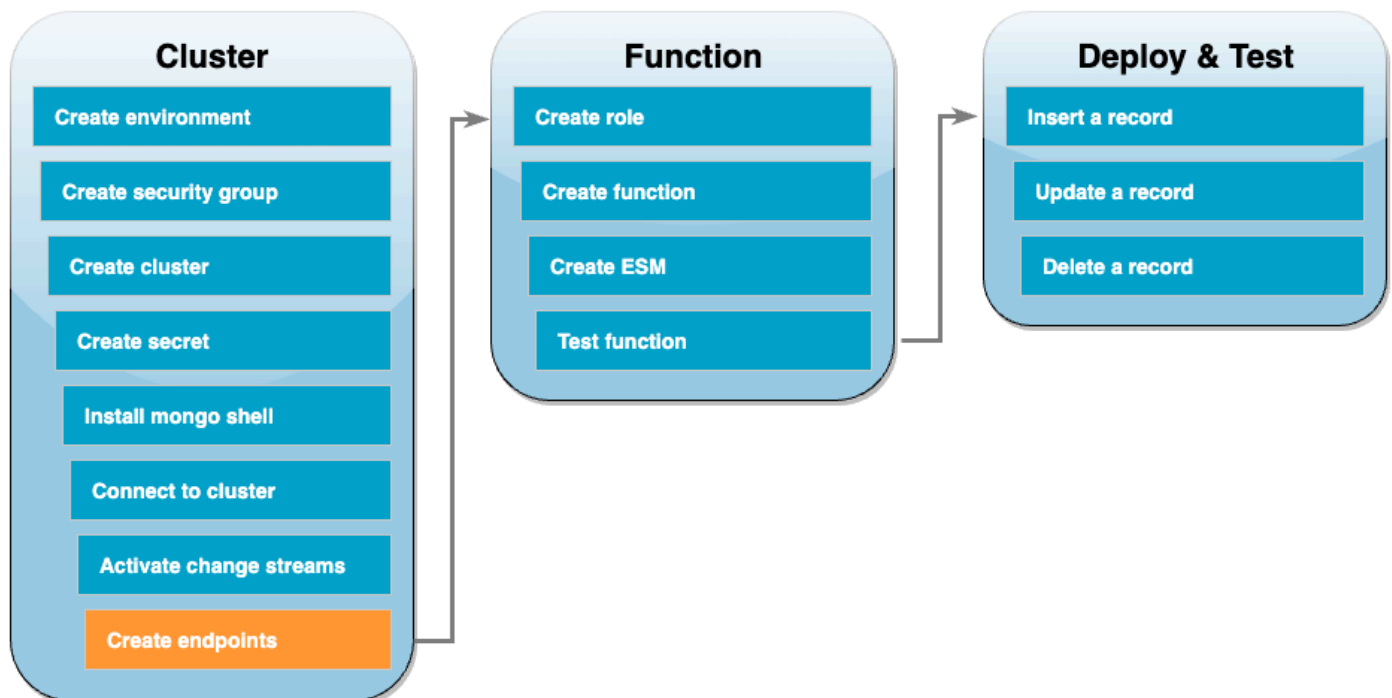 Cluster
Create environment
Create security group
Create cluster
Create secret
Install mongo shell
Connect to cluster
Activate change streams
Create endpoints
Function
Create role
Create function
Create ESM
Test function
Deploy & Test
Insert a record
Update a record
Delete a record